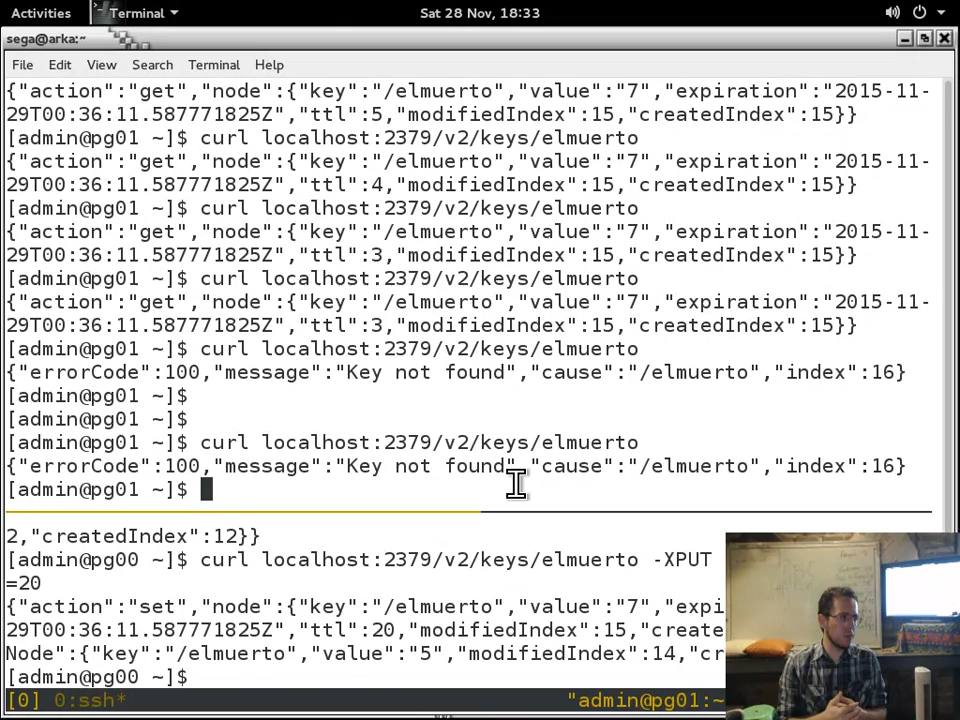 Activities Terminal Sat 28 Nov, 18:33
sega@arka:~
File Edit View Search Terminal Help
{"action":"get","node":{"key":"/elmuerto","value":"7","expiration":"2015-11-
29T00:36:11.587771825Z","ttl":5,"modifiedIndex":15,"createdIndex":15}}
[admin@pg01 ~]$ curl localhost:2379/v2/keys/elmuerto
{"action":"get","node":{"key":"/elmuerto","value":"7","expiration":"2015-11-
29T00:36:11.587771825Z","ttl":4,"modifiedIndex":15,"createdIndex":15}}
[admin@pg01 ~]$ curl localhost:2379/v2/keys/elmuerto
{"action":"get","node":{"key":"/elmuerto","value":"7","expiration":"2015-11-
29T00:36:11.587771825Z","ttl":3,"modifiedIndex":15,"createdIndex":15}}
[admin@pg01 ~]$ curl localhost:2379/v2/keys/elmuerto
{"action":"get","node":{"key":"/elmuerto","value":"7","expiration":"2015-11-
29T00:36:11.587771825Z","ttl":3,"modifiedIndex":15,"createdIndex":15}}
[admin@pg01 ~]$ curl localhost:2379/v2/keys/elmuerto
{"errorCode":100,"message":"Key not found","cause":"/elmuerto","index":16}
[admin@pg01 ~]$
[admin@pg01 ~]$
[admin@pg01 ~]$ curl localhost:2379/v2/keys/elmuerto
{"errorCode":100,"message":"Key not found","cause":"/elmuerto","index":16}
[admin@pg01 ~]$
2,"createdIndex":12}}
[admin@pg00 ~]$ curl localhost:2379/v2/keys/elmuerto -XPUT
=20
{"action":"set","node":{"key":"/elmuerto","value":"7","expi
29T00:36:11.587771825Z","ttl":20,"modifiedIndex":15,"create
Node":{"key":"/elmuerto","value":"5","modifiedIndex":14,"cr
[admin@pg00 ~]$
[0] 0:ssh* "admin@pg01:~